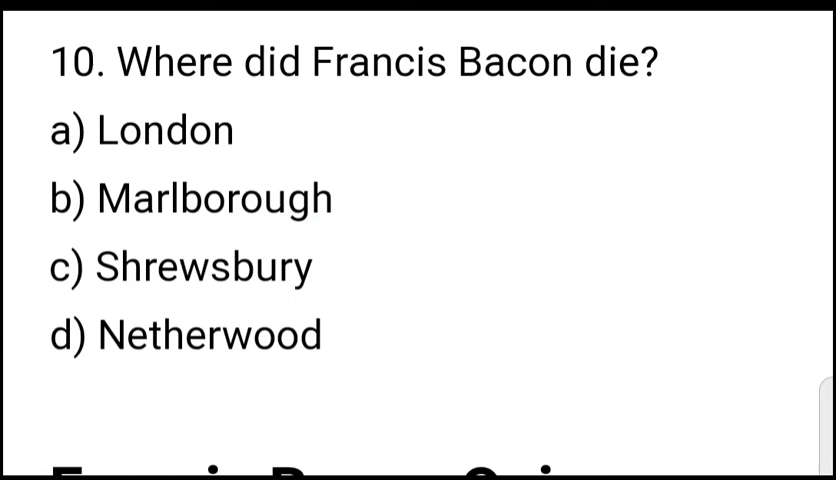 10. Where did Francis Bacon die?
a) London
b) Marlborough
c) Shrewsbury
d) Netherwood